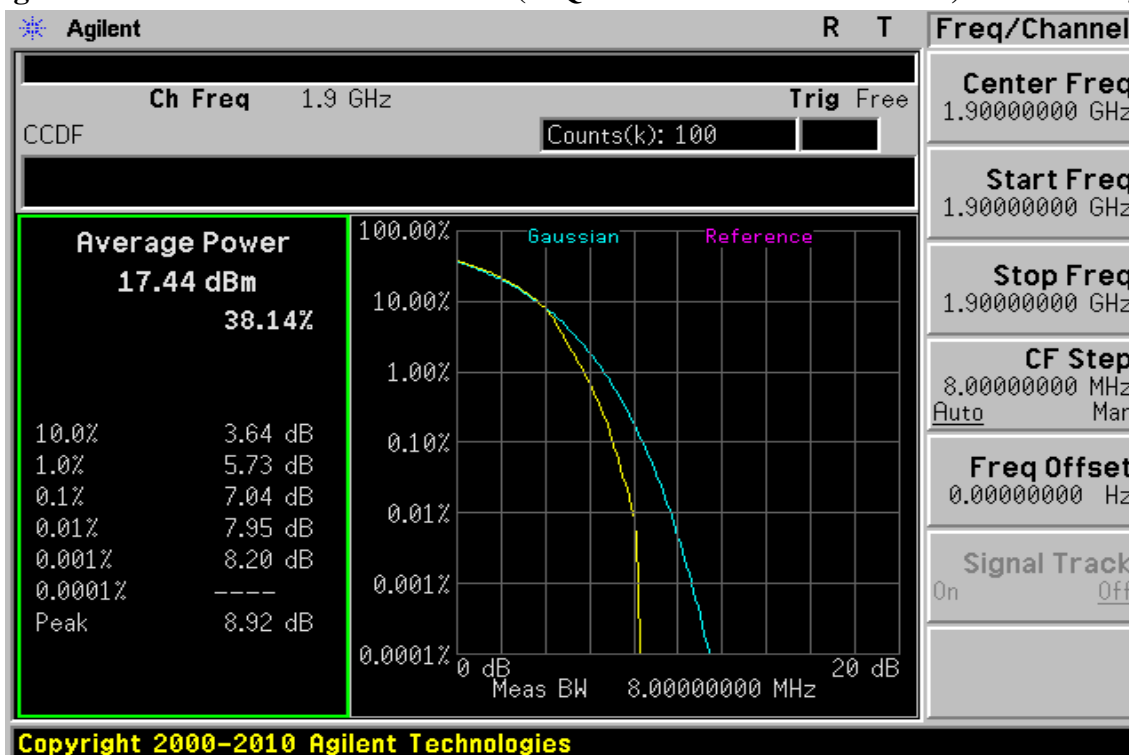 Agilent R T
Freq/Channel
Ch Freq 1.9 GHz Trig Free
CCDF Counts(k): 100
Average Power
17.44 dBm
38.14%
10.0% 3.64 dB
1.0% 5.73 dB
0.1% 7.04 dB
0.01% 7.95 dB
0.001% 8.20 dB
0.0001% ----
Peak 8.92 dB
100.00%
10.00%
1.00%
0.10%
0.01%
0.001%
0.0001%
Gaussian Reference
0 dB 20 dB
Meas BW 8.00000000 MHz
Center Freq
1.90000000 GHz
Start Freq
1.90000000 GHz
Stop Freq
1.90000000 GHz
CF Step
8.00000000 MHz
Auto Man
Freq Offset
0.00000000 Hz
Signal Track
On Off
Copyright 2000-2010 Agilent Technologies